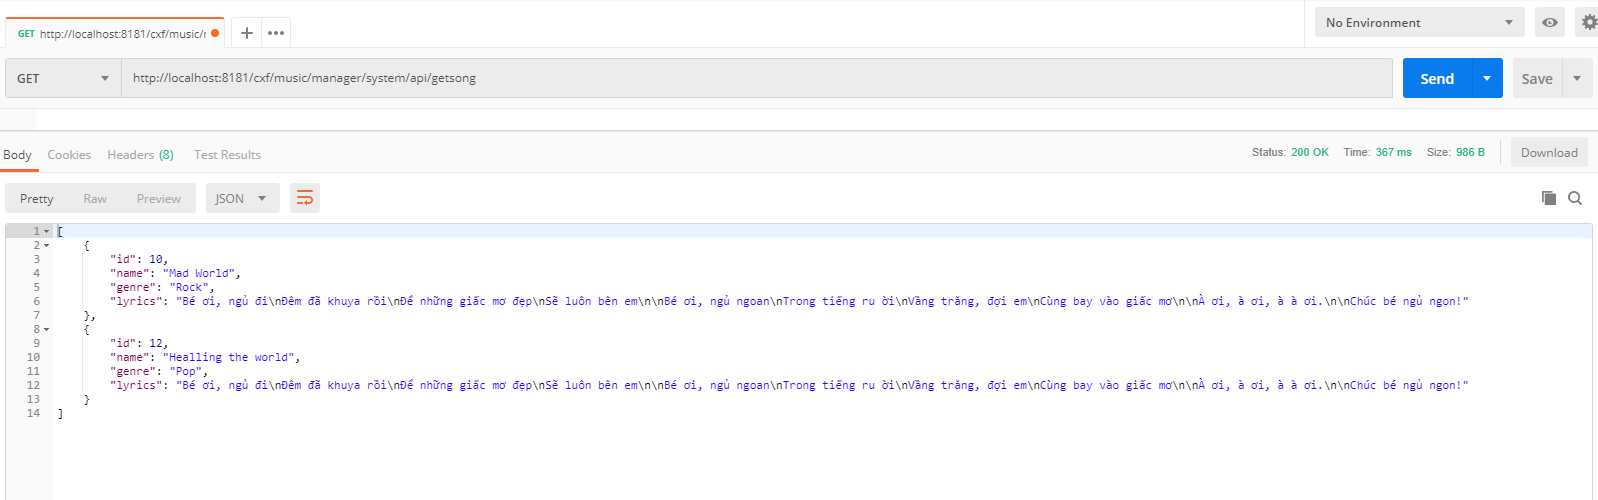 GET http://localhost:8181/cxf/music/r
No Environment
GET http://localhost:8181/cxf/music/manager/system/api/getsong Send Save
Body Cookies Headers (8) Test Results Status: 200 OK Time: 367 ms Size: 986 B Download
Pretty Raw Preview JSON
1 [
2 {
3 "id": 10,
4 "name": "Mad World",
5 "genre": "Rock",
6 "lyrics": "Bé ơi, ngủ đi\nĐêm đã khuya rồi\nĐể những giấc mơ đẹp\nSẽ luôn bên em\n\nBé ơi, ngủ ngoan\nTrong tiếng ru ời\nVầng trăng, đợi em\nCùng bay vào giấc mơ\n\nÀ ơi, à ơi, à à ơi.\n\nChúc bé ngủ ngon!"
7 },
8 {
9 "id": 12,
10 "name": "Healling the world",
11 "genre": "Pop",
12 "lyrics": "Bé ơi, ngủ đi\nĐêm đã khuya rồi\nĐể những giấc mơ đẹp\nSẽ luôn bên em\n\nBé ơi, ngủ ngoan\nTrong tiếng ru ời\nVầng trăng, đợi em\nCùng bay vào giấc mơ\n\nÀ ơi, à ơi, à à ơi.\n\nChúc bé ngủ ngon!"
13 }
14 ]